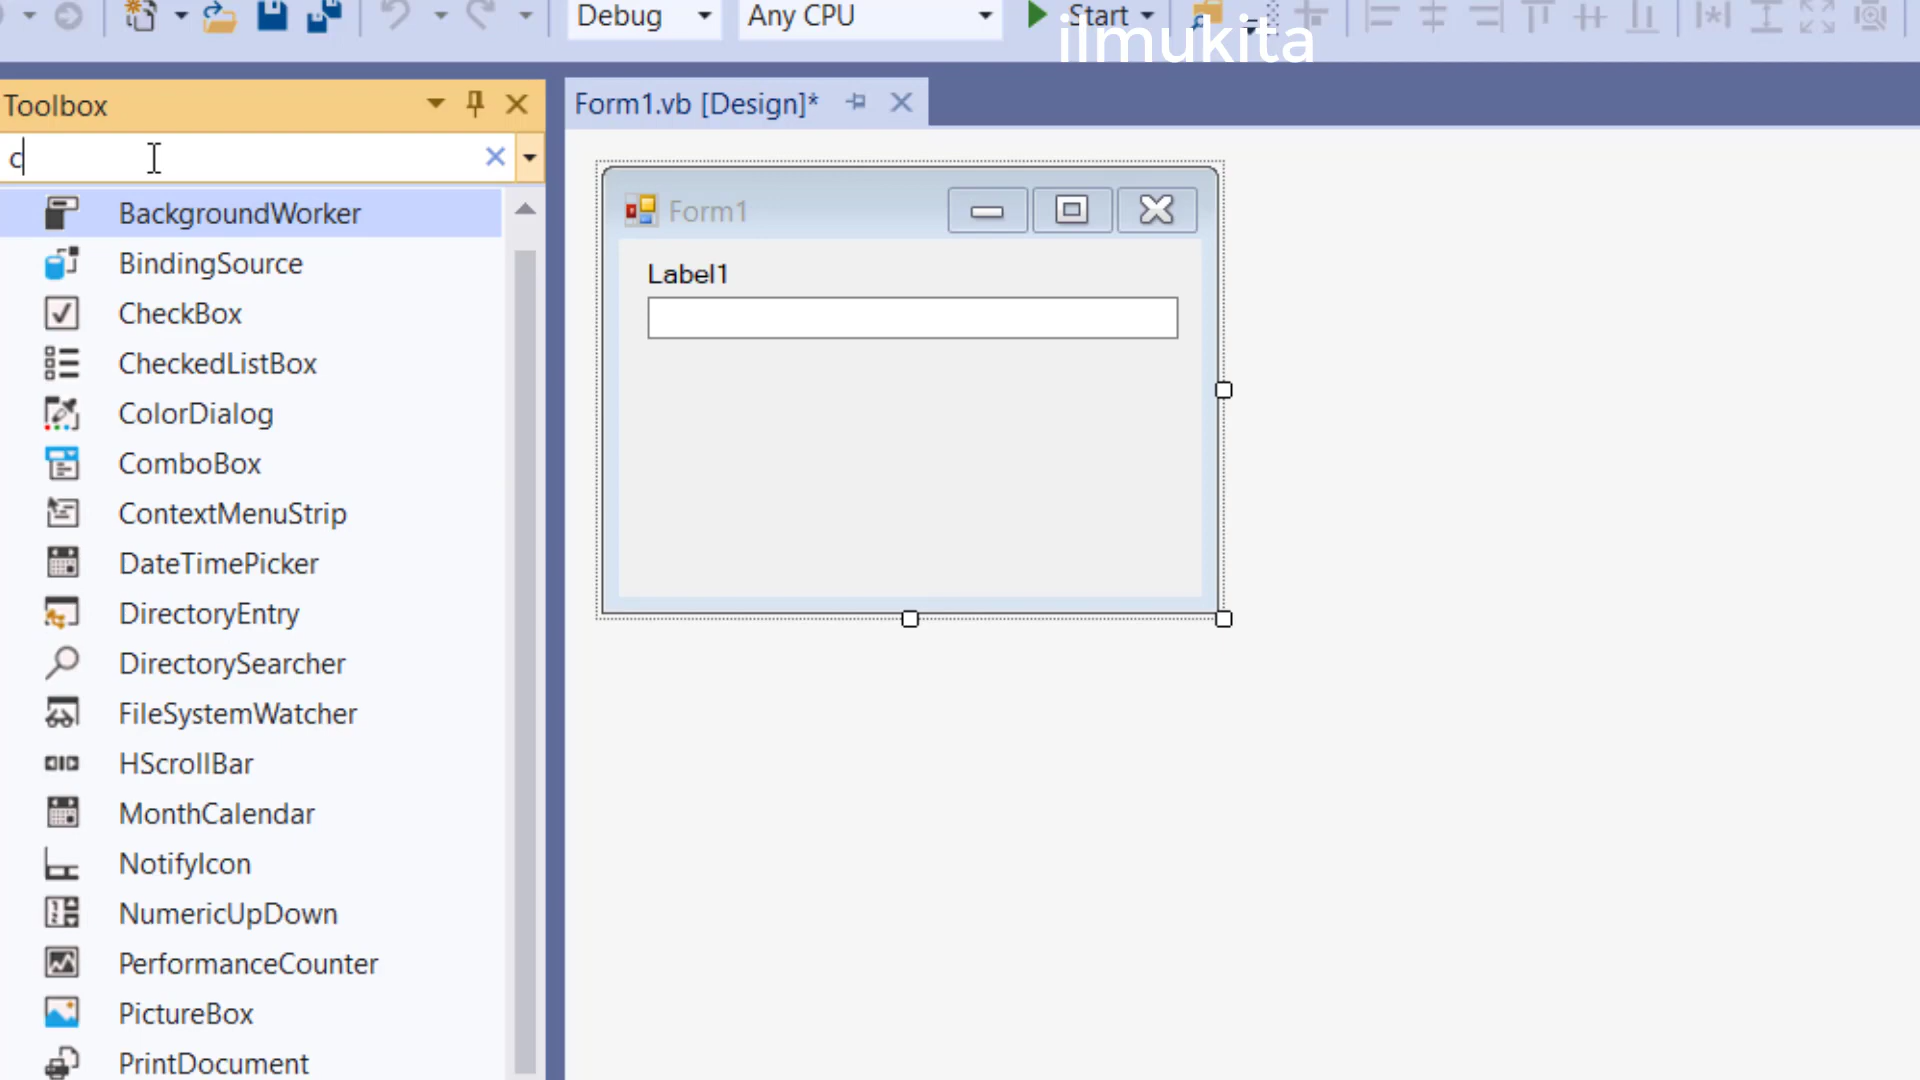 Debug
Any CPU
Start
ilmukita
Toolbox
Form1.vb [Design]*
c
BackgroundWorker
BindingSource
CheckBox
CheckedListBox
ColorDialog
ComboBox
ContextMenuStrip
DateTimePicker
DirectoryEntry
DirectorySearcher
FileSystemWatcher
HScrollBar
MonthCalendar
NotifyIcon
NumericUpDown
PerformanceCounter
PictureBox
PrintDocument
Form1
Label1